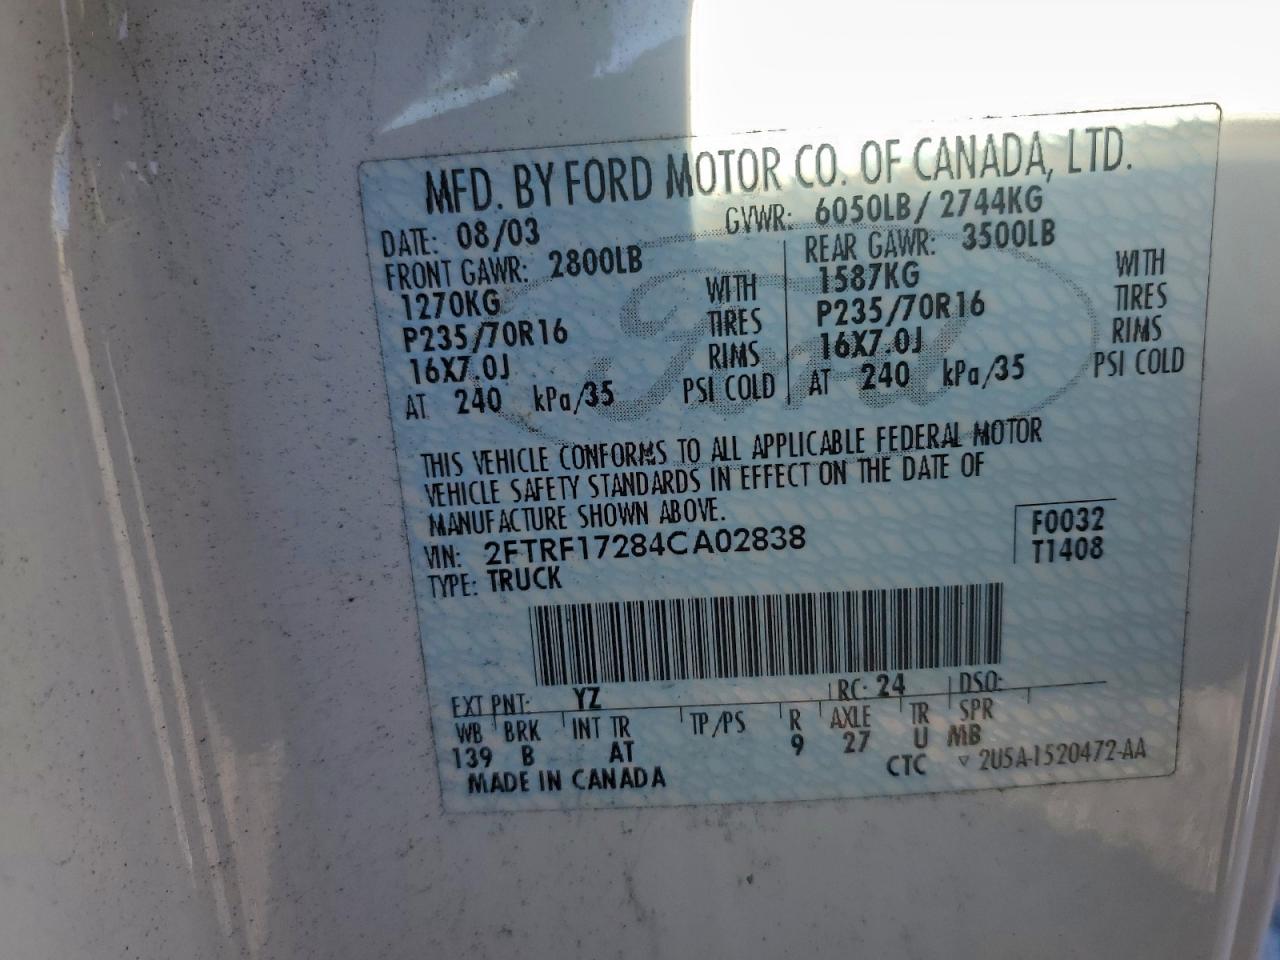 MFD. BY FORD MOTOR CO. OF CANADA, LTD.
DATE: 08/03 GVWR: 6050LB/2744KG
FRONT GAWR: 2800LB REAR GAWR: 3500LB
1270KG WITH 1587KG WITH
P235/70R16 TIRES P235/70R16 TIRES
16X7.0J RIMS 16X7.0J RIMS
AT 240 kPa/35 PSI COLD AT 240 kPa/35 PSI COLD
THIS VEHICLE CONFORMS TO ALL APPLICABLE FEDERAL MOTOR
VEHICLE SAFETY STANDARDS IN EFFECT ON THE DATE OF
MANUFACTURE SHOWN ABOVE.
VIN: 2FTRF17284CA02838 F0032
TYPE: TRUCK T1408
EXT PNT: YZ RC: 24 DSO:
WB BRK INT TR TP/PS R AXLE TR SPR
139 B AT 9 27 U MB
MADE IN CANADA CTC ▽ 2U5A-1520472-AA
Ford